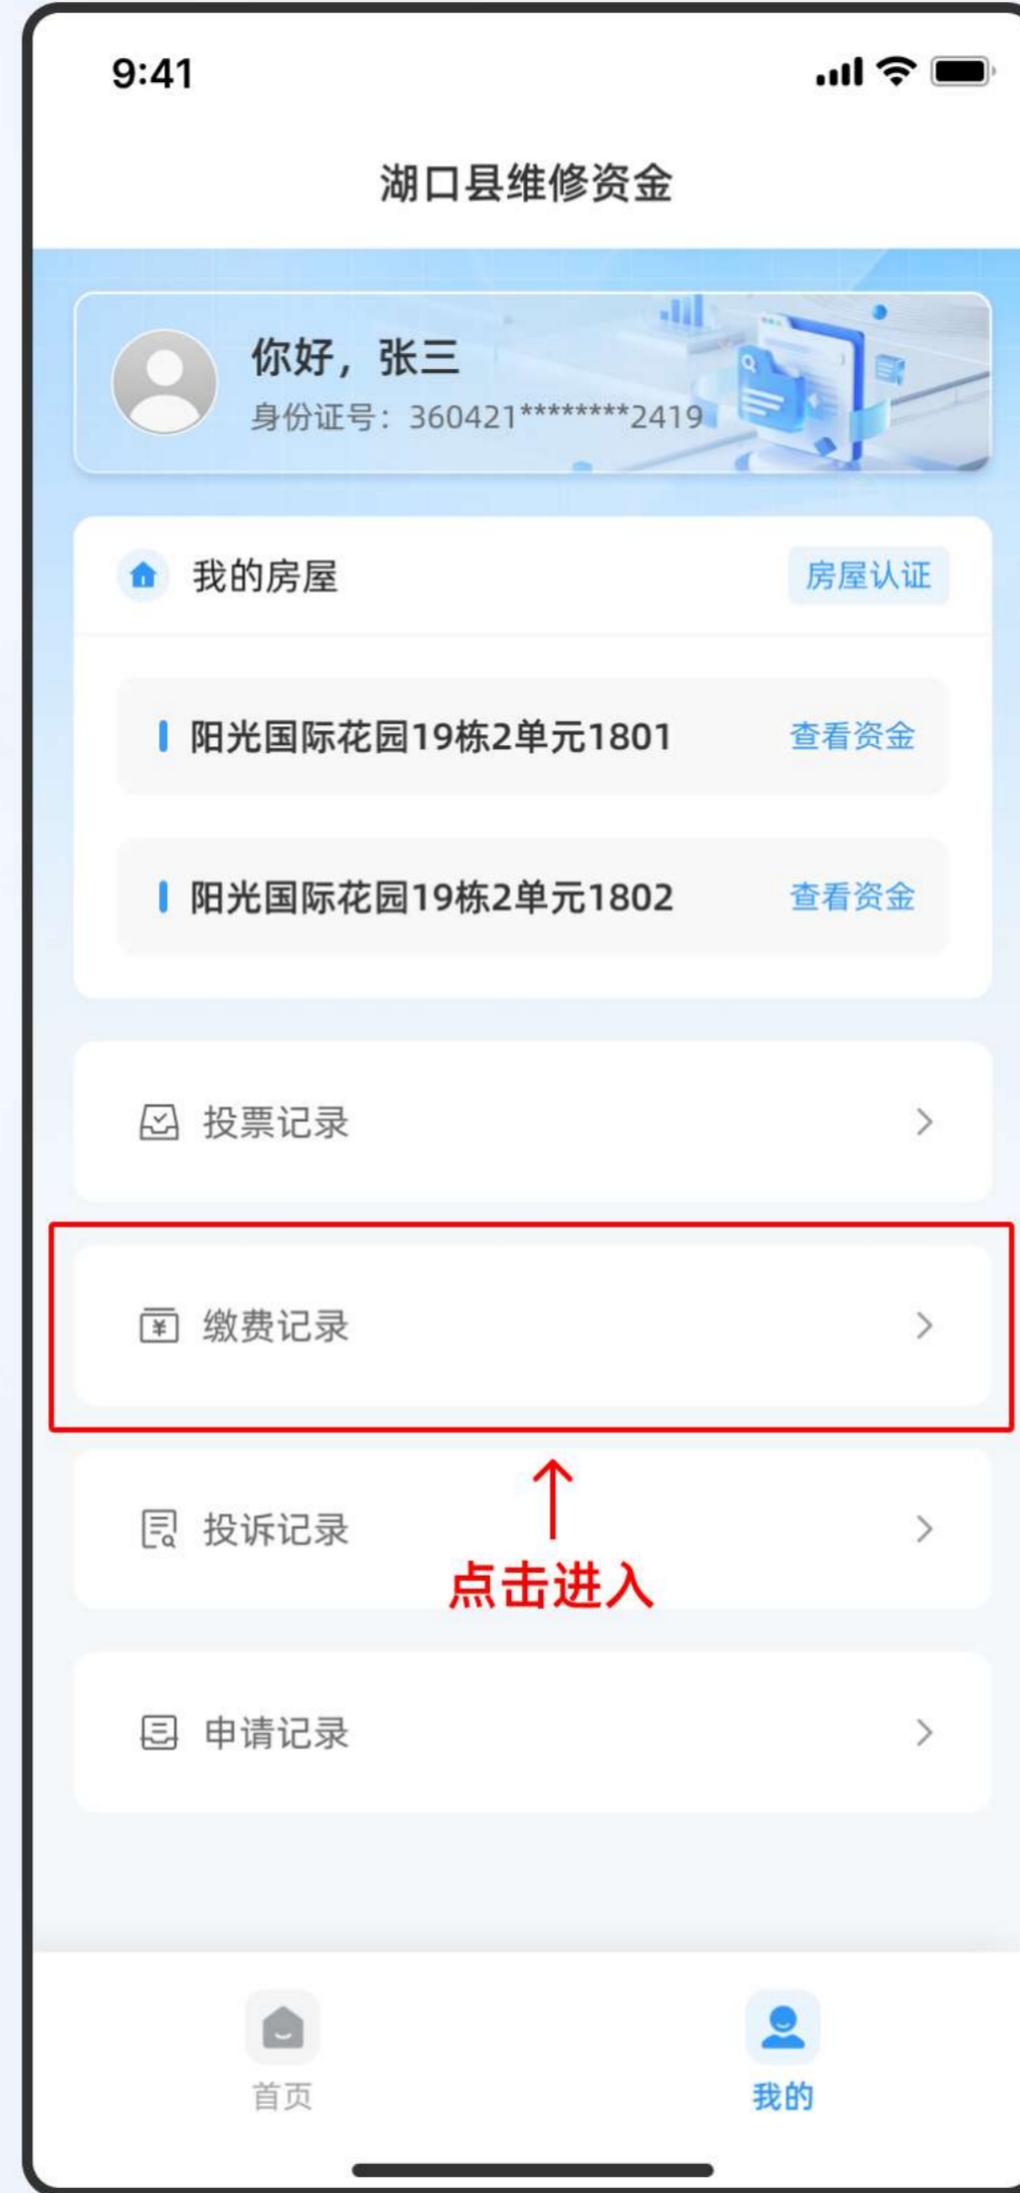 9:41
湖口县维修资金
你好，张三
身份证号：360421********2419
我的房屋
房屋认证
阳光国际花园19栋2单元1801
查看资金
阳光国际花园19栋2单元1802
查看资金
投票记录
缴费记录
投诉记录
点击进入
申请记录
首页
我的